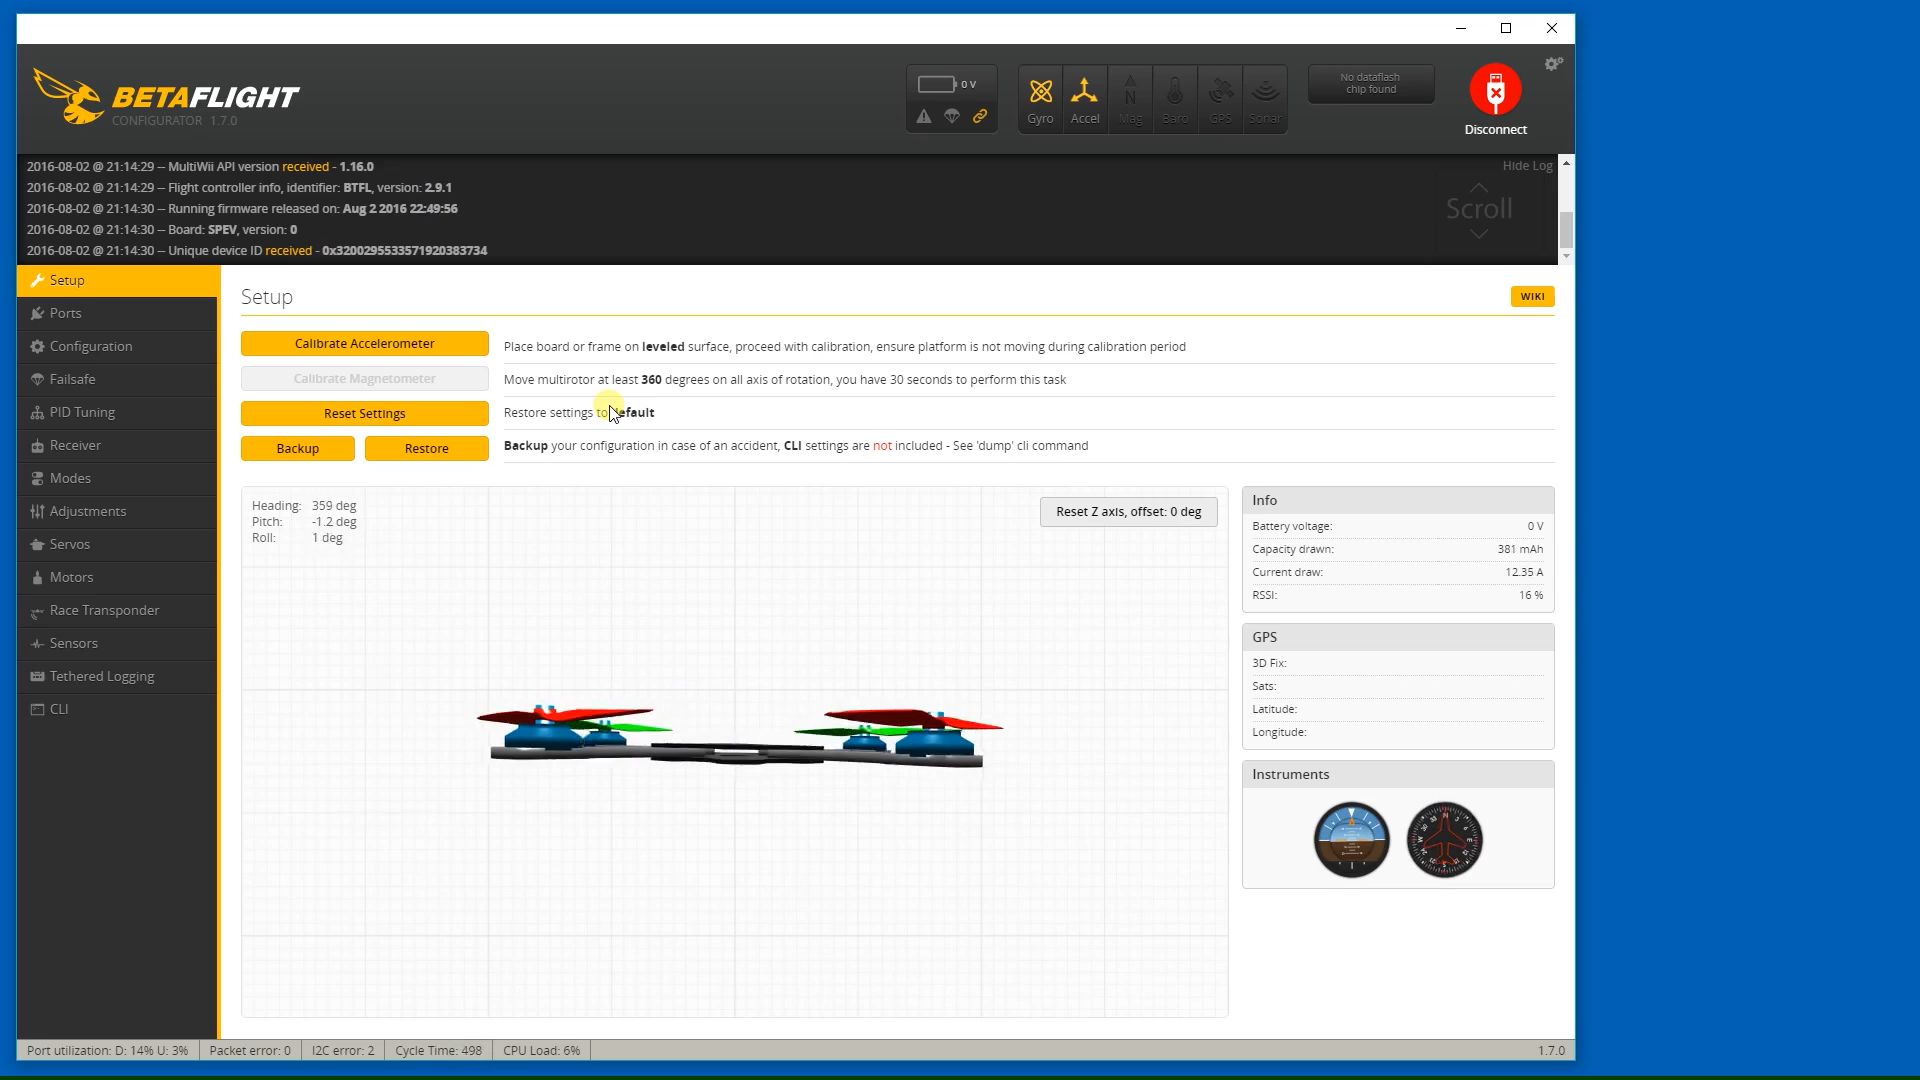 BETAFLIGHT
CONFIGURATOR 1.7.0
0 V
Gyro
Accel
Mag
Baro
GPS
Sonar
No dataflash
chip found
Disconnect
2016-08-02 @ 21:14:29 -- MultiWii API version received - 1.16.0
2016-08-02 @ 21:14:29 -- Flight controller info, identifier: BTFL, version: 2.9.1
2016-08-02 @ 21:14:30 -- Running firmware released on: Aug 2 2016 22:49:56
2016-08-02 @ 21:14:30 -- Board: SPEV, version: 0
2016-08-02 @ 21:14:30 -- Unique device ID received - 0x3200295533571920383734
Hide Log
Scroll
Setup
Ports
Configuration
Failsafe
PID Tuning
Receiver
Modes
Adjustments
Servos
Motors
Race Transponder
Sensors
Tethered Logging
CLI
Setup
WIKI
Calibrate Accelerometer
Place board or frame on leveled surface, proceed with calibration, ensure platform is not moving during calibration period
Calibrate Magnetometer
Move multirotor at least 360 degrees on all axis of rotation, you have 30 seconds to perform this task
Reset Settings
Restore settings to default
Backup
Restore
Backup your configuration in case of an accident, CLI settings are not included - See 'dump' cli command
Heading: 359 deg
Pitch: -1.2 deg
Roll: 1 deg
Reset Z axis, offset: 0 deg
Info
Battery voltage: 0 V
Capacity drawn: 381 mAh
Current draw: 12.35 A
RSSI: 16 %
GPS
3D Fix:
Sats:
Latitude:
Longitude:
Instruments
Port utilization: D: 14% U: 3%
Packet error: 0
I2C error: 2
Cycle Time: 498
CPU Load: 6%
1.7.0